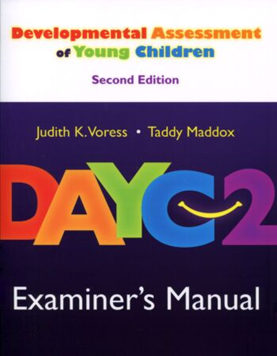 Developmental Assessment
of Young Children
Second Edition
Judith K. Voress • Taddy Maddox
DAYC-2
Examiner's Manual